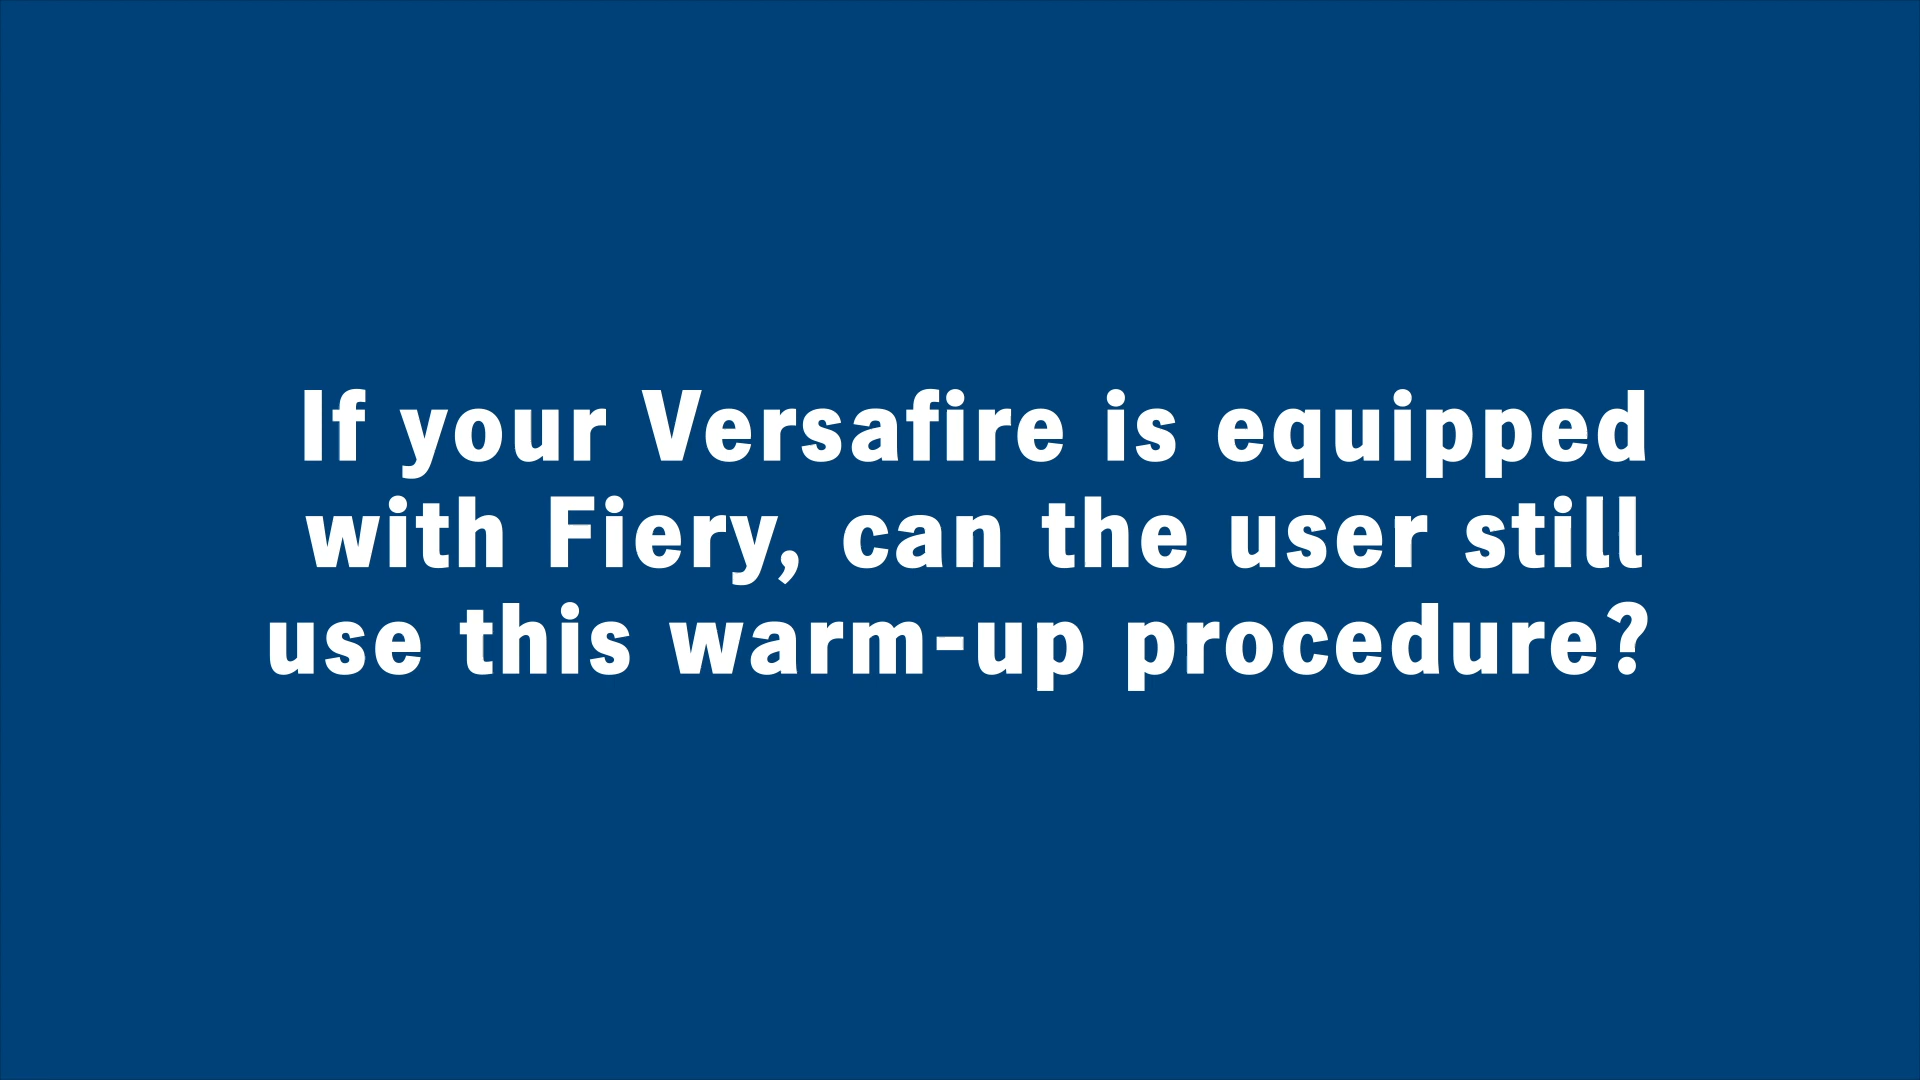 If your Versafire is equipped
with Fiery, can the user still
use this warm-up procedure?